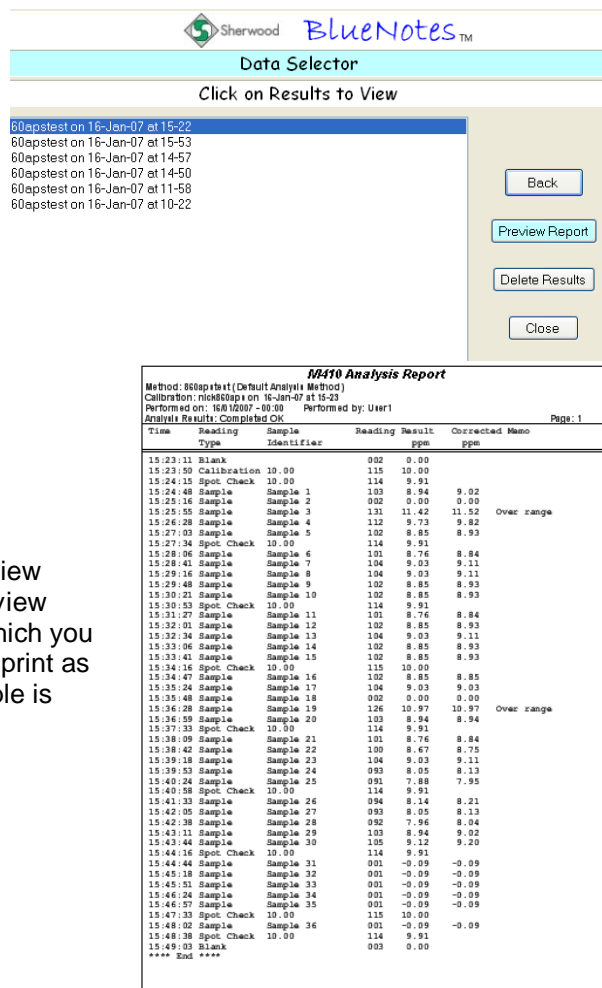 Sherwood BlueNotes TM
Data Selector
Click on Results to View
60apstest on 16-Jan-07 at 15-22
60apstest on 16-Jan-07 at 15-53
60apstest on 16-Jan-07 at 14-57
60apstest on 16-Jan-07 at 14-50
60apstest on 16-Jan-07 at 11-58
60apstest on 16-Jan-07 at 10-22
Back
Preview Report
Delete Results
Close
iew
view
hich you
print as
le is
M410 Analysis Report
Method: 860apstest (Default Analysis Method)
Calibration: nick860aps on 16-Jan-07 at 15-23
Performed on: 16/01/2007 - 00:00 Performed by: User1
Analysis Results: Completed OK Page: 1
Time Reading Sample Reading Result Corrected Memo
Type Identifier ppm ppm
15:23:11 Blank 002 0.00
15:23:50 Calibration 10.00 115 10.00
15:24:15 Spot Check 10.00 114 9.91
15:24:48 Sample Sample 1 103 8.94 9.02
15:25:16 Sample Sample 2 002 0.00 0.00
15:25:55 Sample Sample 3 131 11.42 11.52 Over range
15:26:28 Sample Sample 4 112 9.73 9.82
15:27:03 Sample Sample 5 102 8.85 8.93
15:27:34 Spot Check 10.00 114 9.91
15:28:06 Sample Sample 6 101 8.76 8.84
15:28:41 Sample Sample 7 104 9.03 9.11
15:29:16 Sample Sample 8 104 9.03 9.11
15:29:48 Sample Sample 9 102 8.85 8.93
15:30:21 Sample Sample 10 102 8.85 8.93
15:30:53 Spot Check 10.00 114 9.91
15:31:27 Sample Sample 11 101 8.76 8.84
15:32:01 Sample Sample 12 102 8.85 8.93
15:32:34 Sample Sample 13 104 9.03 9.11
15:33:06 Sample Sample 14 102 8.85 8.93
15:33:41 Sample Sample 15 102 8.85 8.93
15:34:16 Spot Check 10.00 115 10.00
15:34:47 Sample Sample 16 102 8.85 8.85
15:35:24 Sample Sample 17 104 9.03 9.03
15:35:48 Sample Sample 18 002 0.00 0.00
15:36:28 Sample Sample 19 126 10.97 10.97 Over range
15:36:59 Sample Sample 20 103 8.94 8.94
15:37:33 Spot Check 10.00 114 9.91
15:38:09 Sample Sample 21 101 8.76 8.84
15:38:42 Sample Sample 22 100 8.67 8.75
15:39:18 Sample Sample 23 104 9.03 9.11
15:39:53 Sample Sample 24 093 8.05 8.13
15:40:24 Sample Sample 25 091 7.88 7.95
15:40:58 Spot Check 10.00 114 9.91
15:41:33 Sample Sample 26 094 8.14 8.21
15:42:05 Sample Sample 27 093 8.05 8.13
15:42:38 Sample Sample 28 092 7.96 8.04
15:43:11 Sample Sample 29 103 8.94 9.02
15:43:44 Sample Sample 30 105 9.12 9.20
15:44:16 Spot Check 10.00 114 9.91
15:44:44 Sample Sample 31 001 -0.09 -0.09
15:45:18 Sample Sample 32 001 -0.09 -0.09
15:45:51 Sample Sample 33 001 -0.09 -0.09
15:46:24 Sample Sample 34 001 -0.09 -0.09
15:46:57 Sample Sample 35 001 -0.09 -0.09
15:47:33 Spot Check 10.00 115 10.00
15:48:02 Sample Sample 36 001 -0.09 -0.09
15:48:38 Spot Check 10.00 114 9.91
15:49:03 Blank 003 0.00
**** End ****